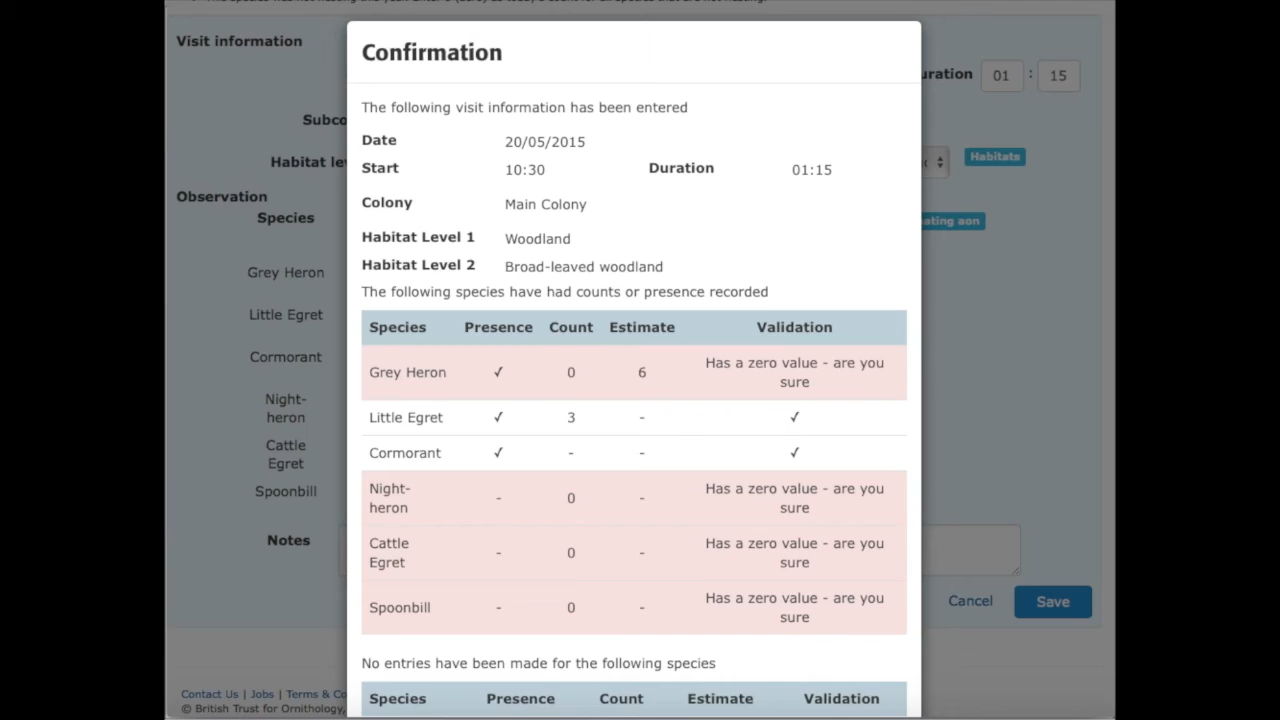 Confirmation
Visit information
uration 01 : 15
The following visit information has been entered
Subco
Date 20/05/2015
Start 10:30 Duration 01:15
Habitat le
Habitats
Observation
Colony Main Colony
Species
ating aon
Habitat Level 1 Woodland
Habitat Level 2 Broad-leaved woodland
The following species have had counts or presence recorded
Grey Heron
Little Egret
Cormorant
Night-
heron
Cattle
Egret
Spoonbill
Species Presence Count Estimate Validation
Grey Heron ✓ 0 6 Has a zero value - are you
sure
Little Egret ✓ 3 - ✓
Cormorant ✓ - - ✓
Night-
heron - 0 - Has a zero value - are you
sure
Cattle
Egret - 0 - Has a zero value - are you
sure
Spoonbill - 0 - Has a zero value - are you
sure
Notes
Cancel Save
No entries have been made for the following species
Species Presence Count Estimate Validation
Contact Us | Jobs | Terms & Co
© British Trust for Ornithology,